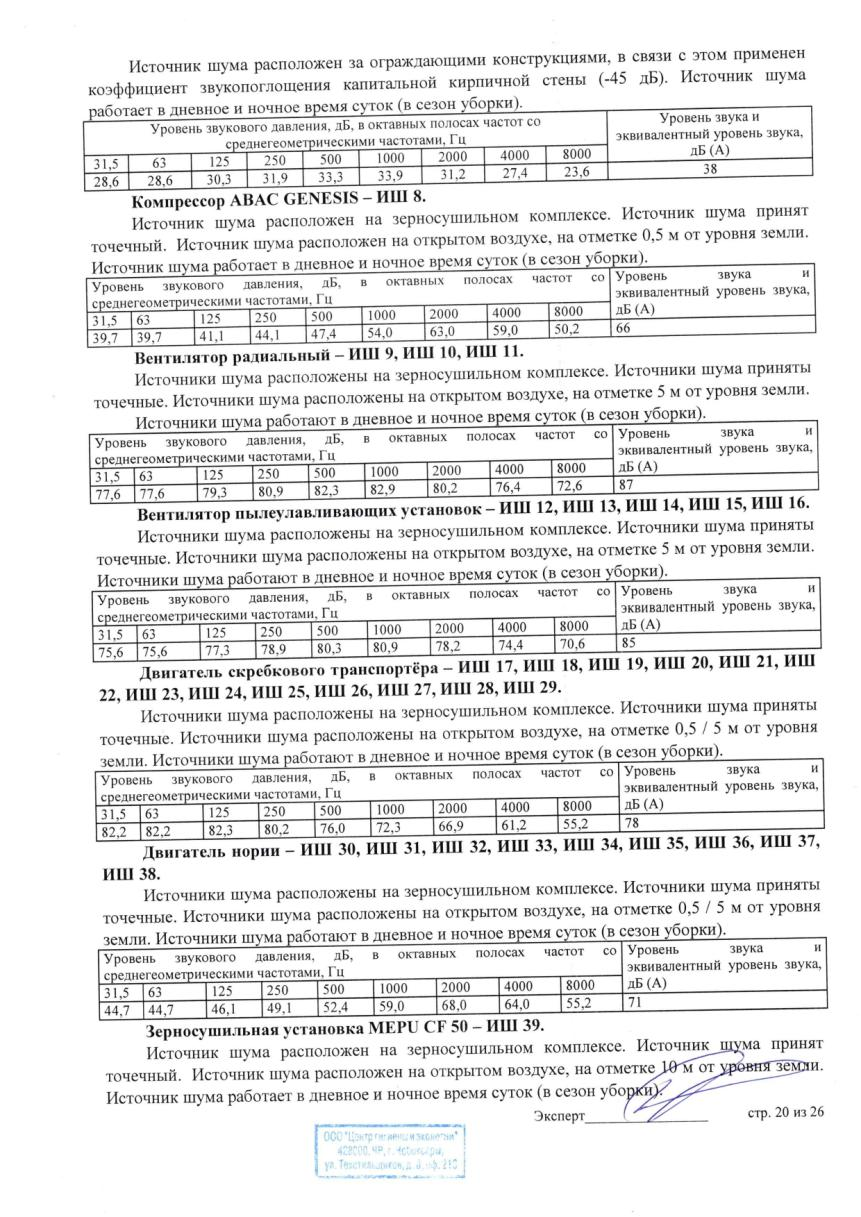 Источник шума расположен за ограждающими конструкциями, в связи с этим применен
коэффициент звукопоглощения капитальной кирпичной стены (-45 дБ). Источник шума
работает в дневное и ночное время суток (в сезон уборки).
Уровень звукового давления, дБ, в октавных полосах частот со
среднегеометрическими частотами, Гц
Уровень звука и
эквивалентный уровень звука,
дБ (А)
31,5 63 125 250 500 1000 2000 4000 8000
28,6 28,6 30,3 31,9 33,3 33,9 31,2 27,4 23,6 38
Компрессор ABAC GENESIS – ИШ 8.
Источник шума расположен на зерносушильном комплексе. Источник шума принят
точечный. Источник шума расположен на открытом воздухе, на отметке 0,5 м от уровня земли.
Источник шума работает в дневное и ночное время суток (в сезон уборки).
Уровень звукового давления, дБ, в октавных полосах частот со
среднегеометрическими частотами, Гц
Уровень звука и
эквивалентный уровень звука,
дБ (А)
31,5 63 125 250 500 1000 2000 4000 8000
39,7 39,7 41,1 44,1 47,4 54,0 63,0 59,0 50,2 66
Вентилятор радиальный – ИШ 9, ИШ 10, ИШ 11.
Источники шума расположены на зерносушильном комплексе. Источники шума приняты
точечные. Источники шума расположены на открытом воздухе, на отметке 5 м от уровня земли.
Источники шума работают в дневное и ночное время суток (в сезон уборки).
Уровень звукового давления, дБ, в октавных полосах частот со
среднегеометрическими частотами, Гц
Уровень звука и
эквивалентный уровень звука,
дБ (А)
31,5 63 125 250 500 1000 2000 4000 8000
77,6 77,6 79,3 80,9 82,3 82,9 80,2 76,4 72,6 87
Вентилятор пылеулавливающих установок – ИШ 12, ИШ 13, ИШ 14, ИШ 15, ИШ 16.
Источники шума расположены на зерносушильном комплексе. Источники шума приняты
точечные. Источники шума расположены на открытом воздухе, на отметке 5 м от уровня земли.
Источники шума работают в дневное и ночное время суток (в сезон уборки).
Уровень звукового давления, дБ, в октавных полосах частот со
среднегеометрическими частотами, Гц
Уровень звука и
эквивалентный уровень звука,
дБ (А)
31,5 63 125 250 500 1000 2000 4000 8000
75,6 75,6 77,3 78,9 80,3 80,9 78,2 74,4 70,6 85
Двигатель скребкового транспортёра – ИШ 17, ИШ 18, ИШ 19, ИШ 20, ИШ 21, ИШ
22, ИШ 23, ИШ 24, ИШ 25, ИШ 26, ИШ 27, ИШ 28, ИШ 29.
Источники шума расположены на зерносушильном комплексе. Источники шума приняты
точечные. Источники шума расположены на открытом воздухе, на отметке 0,5 / 5 м от уровня
земли. Источники шума работают в дневное и ночное время суток (в сезон уборки).
Уровень звукового давления, дБ, в октавных полосах частот со
среднегеометрическими частотами, Гц
Уровень звука и
эквивалентный уровень звука,
дБ (А)
31,5 63 125 250 500 1000 2000 4000 8000
82,2 82,2 82,3 80,2 76,0 72,3 66,9 61,2 55,2 78
Двигатель нории – ИШ 30, ИШ 31, ИШ 32, ИШ 33, ИШ 34, ИШ 35, ИШ 36, ИШ 37,
ИШ 38.
Источники шума расположены на зерносушильном комплексе. Источники шума приняты
точечные. Источники шума расположены на открытом воздухе, на отметке 0,5 / 5 м от уровня
земли. Источники шума работают в дневное и ночное время суток (в сезон уборки).
Уровень звукового давления, дБ, в октавных полосах частот со
среднегеометрическими частотами, Гц
Уровень звука и
эквивалентный уровень звука,
дБ (А)
31,5 63 125 250 500 1000 2000 4000 8000
44,7 44,7 46,1 49,1 52,4 59,0 68,0 64,0 55,2 71
Зерносушильная установка MEPU CF 50 – ИШ 39.
Источник шума расположен на зерносушильном комплексе. Источник шума принят
точечный. Источник шума расположен на открытом воздухе, на отметке 10 м от уровня земли.
Источник шума работает в дневное и ночное время суток (в сезон уборки).
Эксперт
стр. 20 из 26
ООО "Центр гигиены и экологии"
428000, ЧР, г. Чебоксары,
ул. Текстильщиков, д. 8, оф.